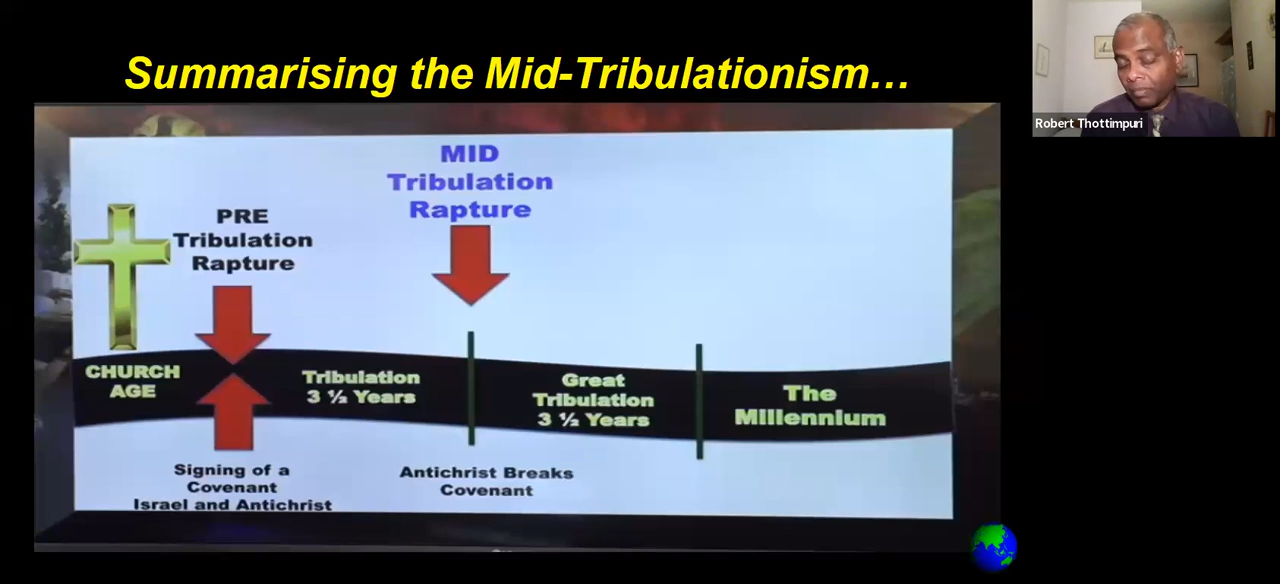 Summarising the Mid-Tribulationism...
Robert Thottimpuri
MID
Tribulation
Rapture
PRE
Tribulation
Rapture
CHURCH
AGE
Tribulation
3 ½ Years
Great
Tribulation
3 ½ Years
The
Millennium
Signing of a
Covenant
Israel and Antichrist
Antichrist Breaks
Covenant